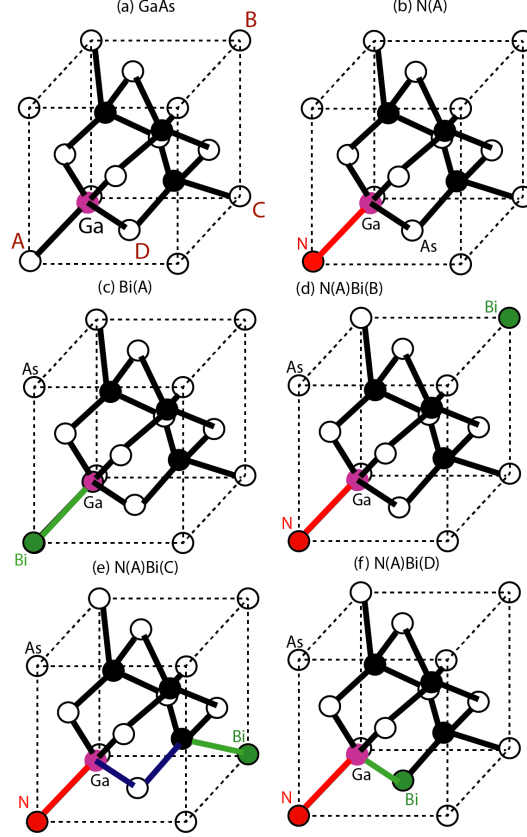 (a) GaAs
(b) N(A)
B
C
A
Ga
D
N
Ga
As
(c) Bi(A)
(d) N(A)Bi(B)
Bi
As
As
Ga
Bi
Ga
N
(e) N(A)Bi(C)
(f) N(A)Bi(D)
As
As
Bi
Ga
N
Ga
Bi
N